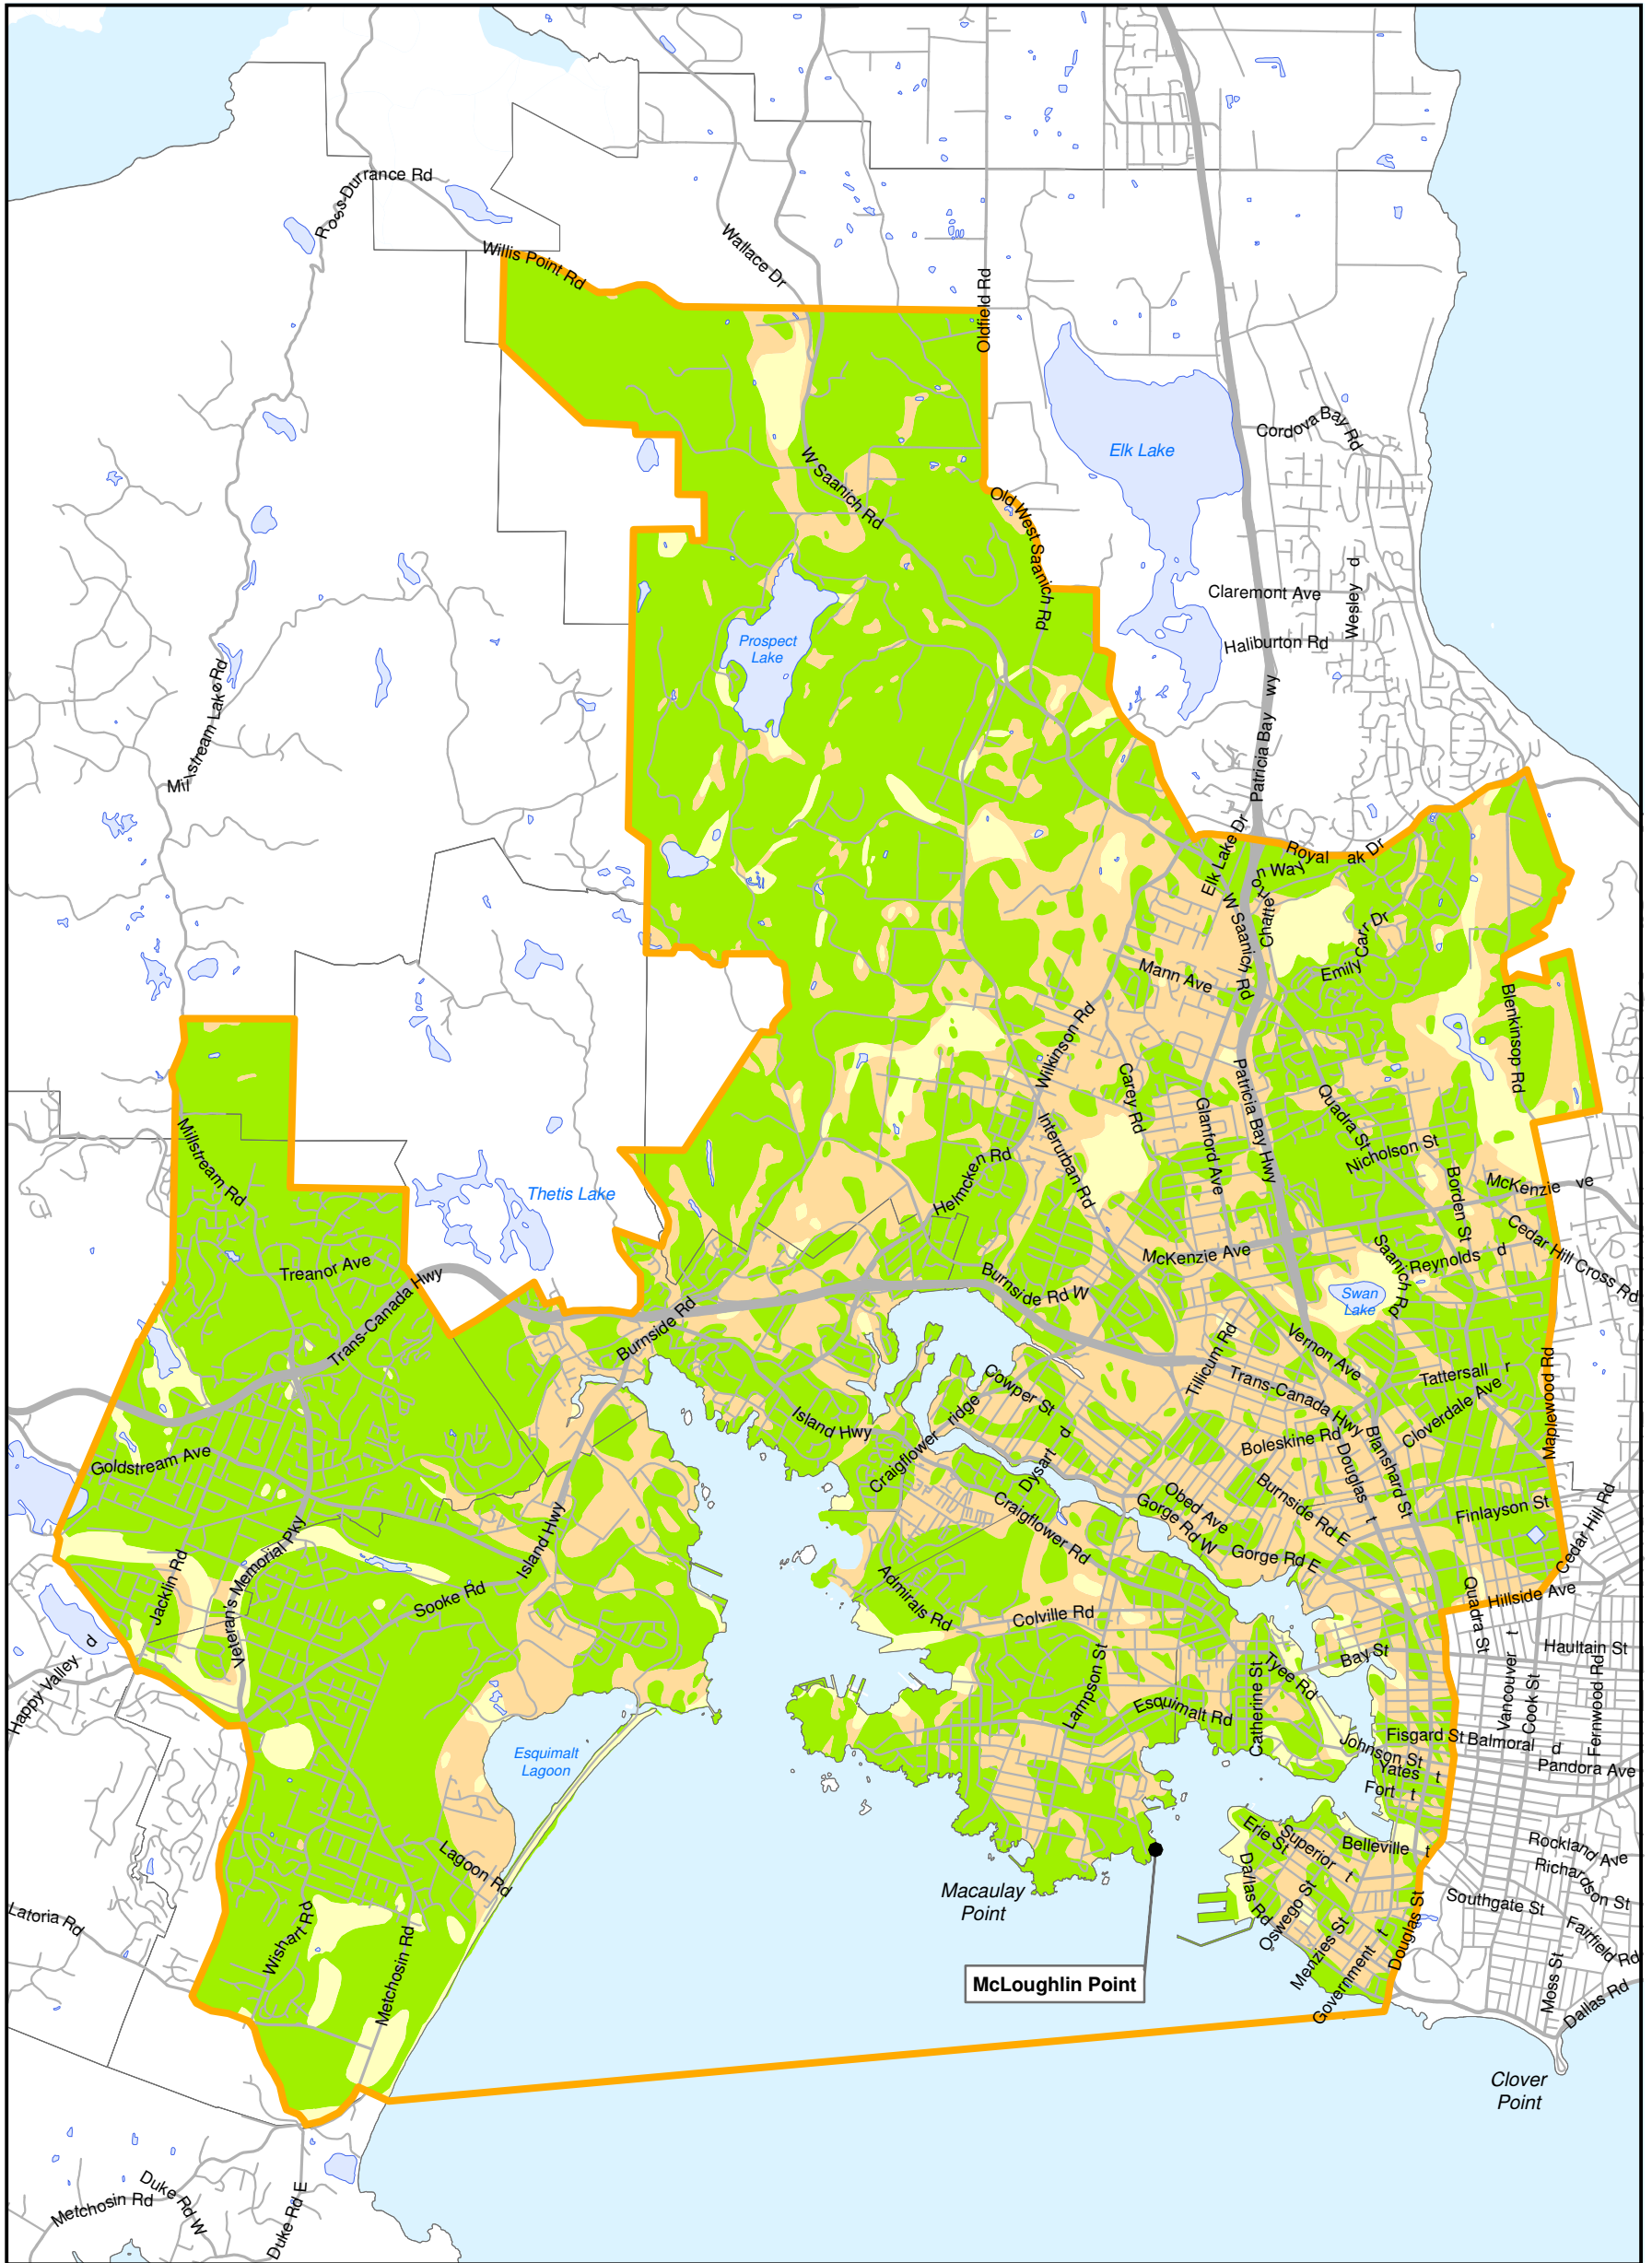 Ross-Durrance Rd
Willis Point Rd
Wallace Dr
Oldfield Rd
Cordova Bay Rd
Elk Lake
W Saanich Rd
Old West Saanich Rd
Claremont Ave
Wesley d
Haliburton Rd
Prospect
Lake
Millstream Lake Rd
Patricia Bay wy
Elk Lake Dr
Royal ak Dr
Chatterton Way
W Saanich Rd
Emily Carr Dr
Mann Ave
Blenkinsop Rd
Wilkinson Rd
Carey Rd
Patricia Bay Hwy
Glanford Ave
Quadra St
Nicholson St
Millstream Rd
Interurban Rd
Helmcken Rd
Borden St
McKenzie ve
Thetis Lake
Cedar Hill Cross Rd
McKenzie Ave
Saanich Rd
Reynolds d
Treanor Ave
Trans-Canada Hwy
Burnside Rd W
Swan
Lake
Burnside Rd
Vernon Ave
Tillicum Rd
Trans-Canada Hwy
Tattersall r
Maplewood Rd
Cowper St
Island Hwy
Craigflower ridge
Cloverdale Ave
Boleskine Rd
Douglas t
Blanshard St
Goldstream Ave
Dysart d
Obed Ave
Gorge Rd W
Burnside Rd E
Finlayson St
Craigflower Rd
Gorge Rd E
Cedar Hill Rd
Island Hwy
Veteran's Memorial Pky
Jacklin Rd
Sooke Rd
Admirals Rd
Colville Rd
Hillside Ave
Quadra St
Haultain St
Happy Valley d
Lampson St
Bay St
Tyee Rd
Catherine St
Vancouver t
Cook St
Fernwood Rd
Esquimalt Rd
Fisgard St
Balmoral d
Johnson St
Yates t
Pandora Ave
Fort t
Esquimalt
Lagoon
Erie St
Superior t
Belleville t
Rockland Ave
Richardson St
Lagoon Rd
Dallas Rd
Oswego St
Menzies St
Government t
Douglas St
Southgate St
Fairfield Rd
Macaulay
Point
Latoria Rd
Wishart Rd
Metchosin Rd
McLoughlin Point
Moss St
Dallas Rd
Clover
Point
Metchosin Rd
Duke Rd W
Duke Rd E